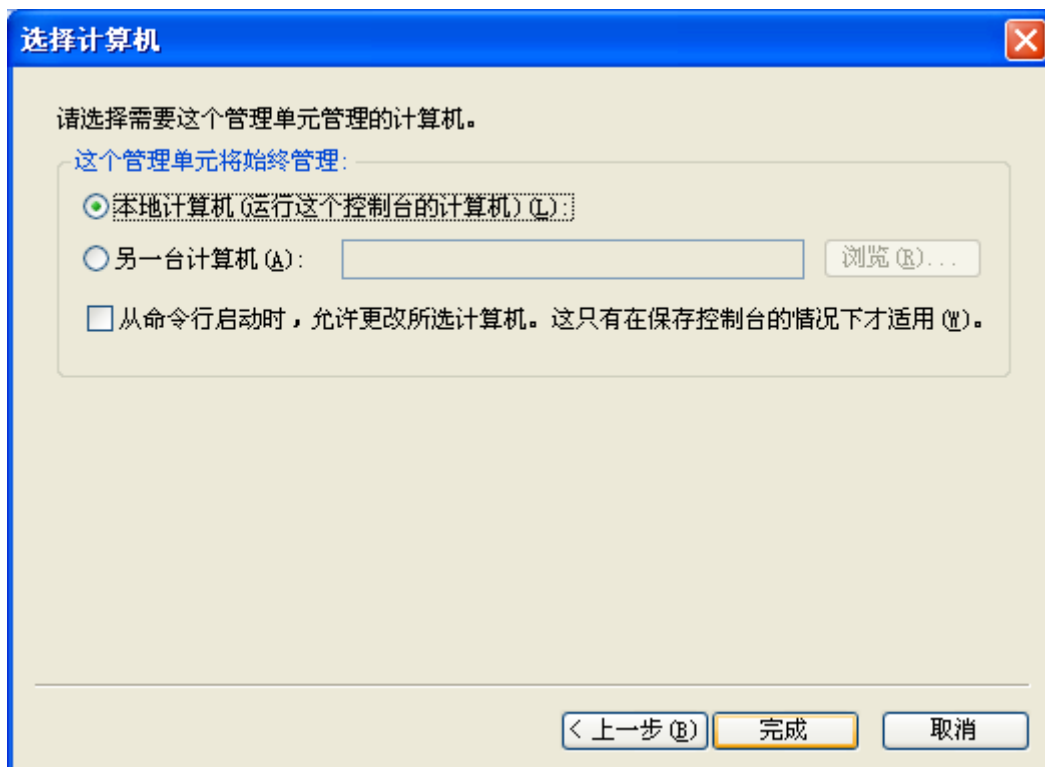 选择计算机
请选择需要这个管理单元管理的计算机。
这个管理单元将始终管理:
本地计算机(运行这个控制台的计算机)(L):
另一台计算机(A):
浏览(R)...
从命令行启动时，允许更改所选计算机。这只有在保存控制台的情况下才适用(W)。
< 上一步(B)
完成
取消